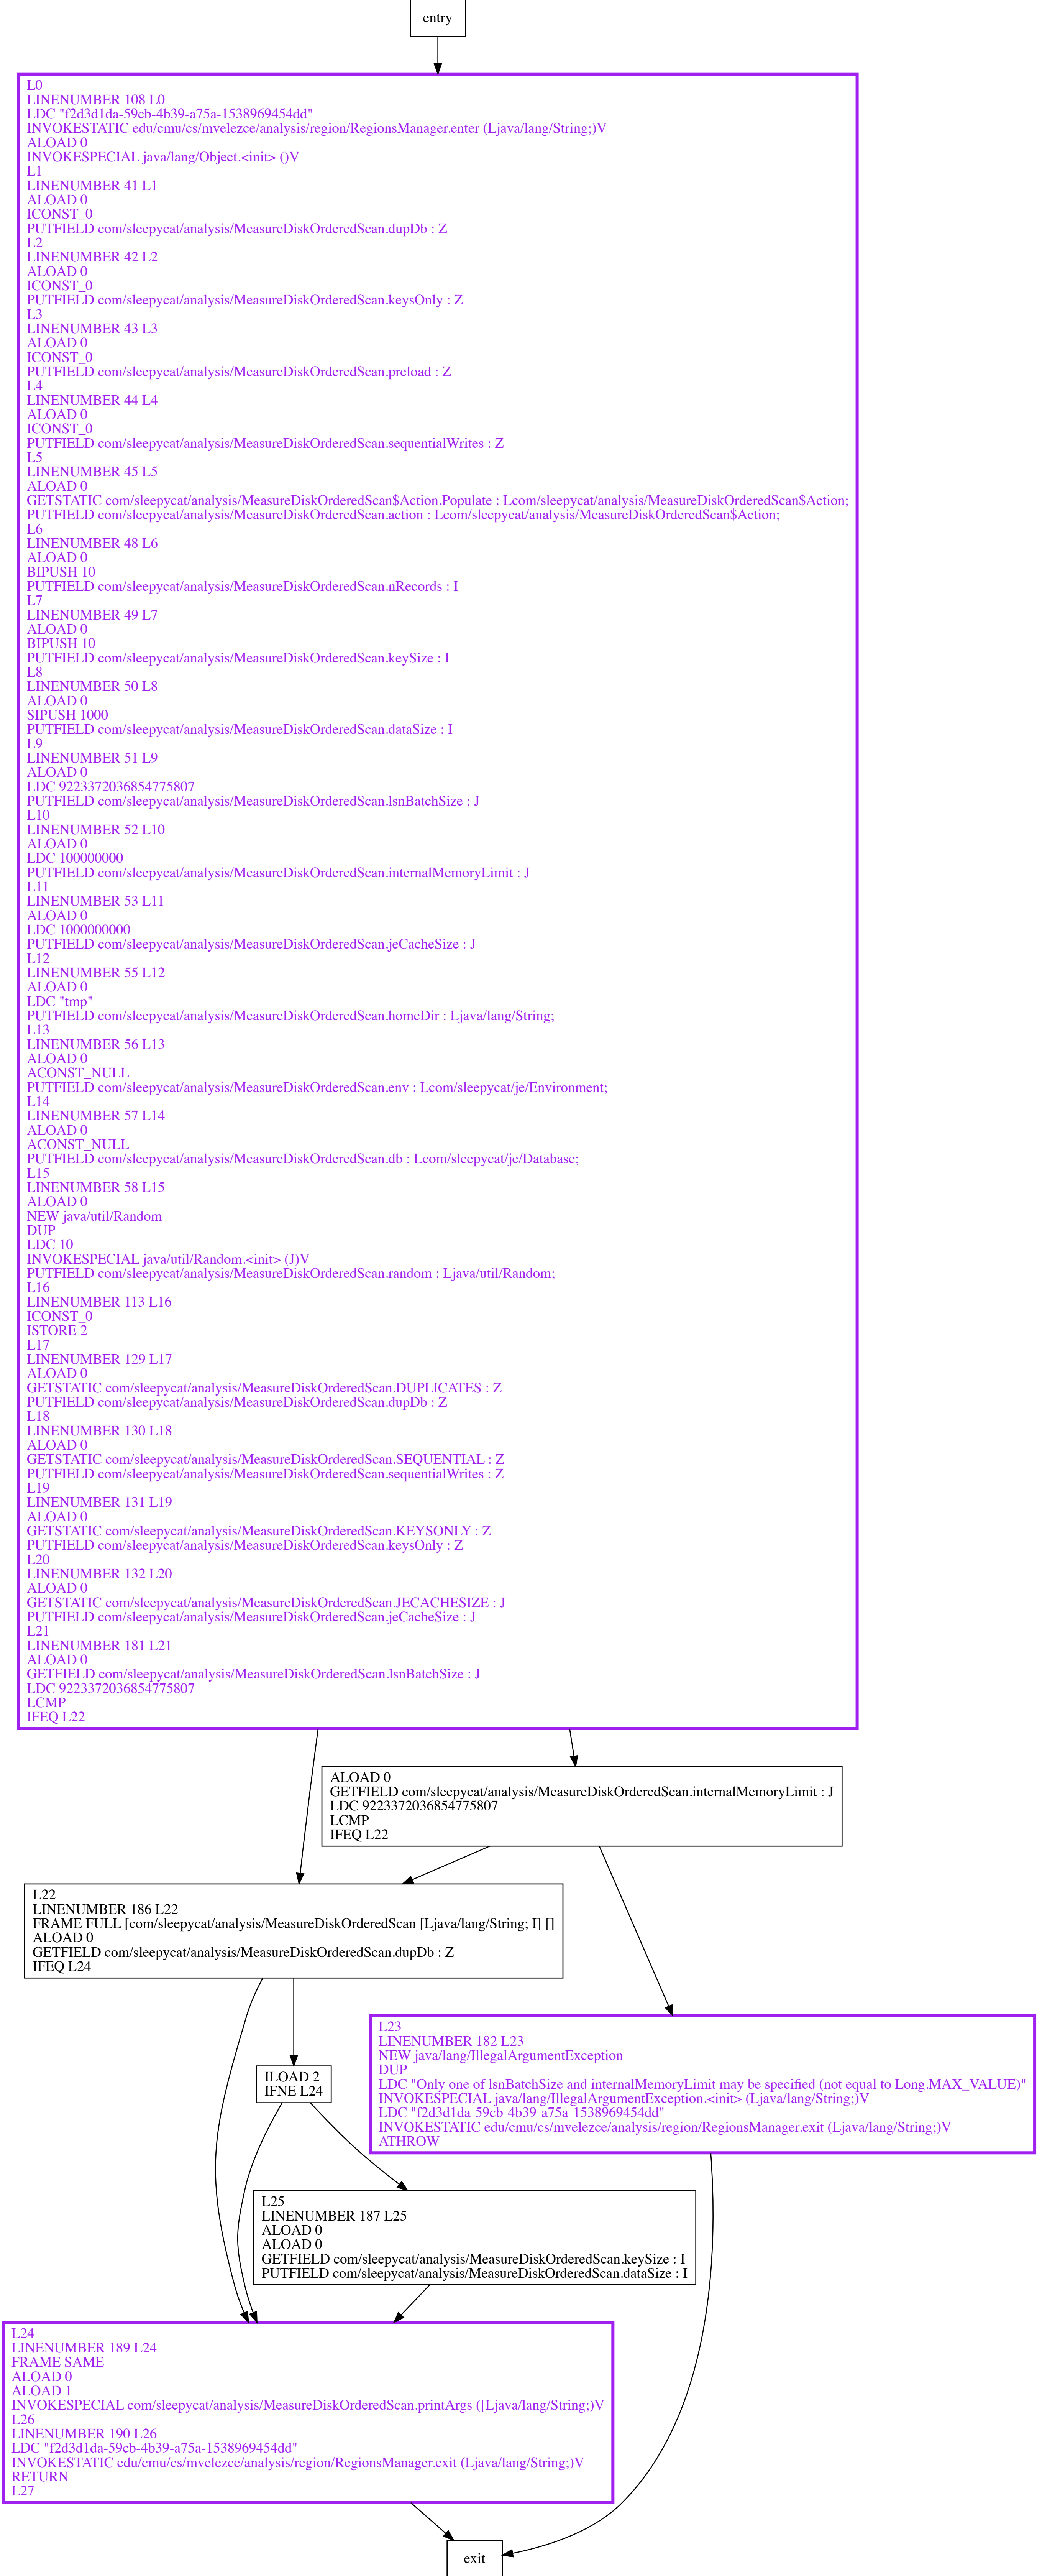 entry
L0
LINENUMBER 108 L0
LDC "f2d3d1da-59cb-4b39-a75a-1538969454dd"
INVOKESTATIC edu/cmu/cs/mvelezce/analysis/region/RegionsManager.enter (Ljava/lang/String;)V
ALOAD 0
INVOKESPECIAL java/lang/Object.<init> ()V
L1
LINENUMBER 41 L1
ALOAD 0
ICONST_0
PUTFIELD com/sleepycat/analysis/MeasureDiskOrderedScan.dupDb : Z
L2
LINENUMBER 42 L2
ALOAD 0
ICONST_0
PUTFIELD com/sleepycat/analysis/MeasureDiskOrderedScan.keysOnly : Z
L3
LINENUMBER 43 L3
ALOAD 0
ICONST_0
PUTFIELD com/sleepycat/analysis/MeasureDiskOrderedScan.preload : Z
L4
LINENUMBER 44 L4
ALOAD 0
ICONST_0
PUTFIELD com/sleepycat/analysis/MeasureDiskOrderedScan.sequentialWrites : Z
L5
LINENUMBER 45 L5
ALOAD 0
GETSTATIC com/sleepycat/analysis/MeasureDiskOrderedScan$Action.Populate : Lcom/sleepycat/analysis/MeasureDiskOrderedScan$Action;
PUTFIELD com/sleepycat/analysis/MeasureDiskOrderedScan.action : Lcom/sleepycat/analysis/MeasureDiskOrderedScan$Action;
L6
LINENUMBER 48 L6
ALOAD 0
BIPUSH 10
PUTFIELD com/sleepycat/analysis/MeasureDiskOrderedScan.nRecords : I
L7
LINENUMBER 49 L7
ALOAD 0
BIPUSH 10
PUTFIELD com/sleepycat/analysis/MeasureDiskOrderedScan.keySize : I
L8
LINENUMBER 50 L8
ALOAD 0
SIPUSH 1000
PUTFIELD com/sleepycat/analysis/MeasureDiskOrderedScan.dataSize : I
L9
LINENUMBER 51 L9
ALOAD 0
LDC 9223372036854775807
PUTFIELD com/sleepycat/analysis/MeasureDiskOrderedScan.lsnBatchSize : J
L10
LINENUMBER 52 L10
ALOAD 0
LDC 100000000
PUTFIELD com/sleepycat/analysis/MeasureDiskOrderedScan.internalMemoryLimit : J
L11
LINENUMBER 53 L11
ALOAD 0
LDC 1000000000
PUTFIELD com/sleepycat/analysis/MeasureDiskOrderedScan.jeCacheSize : J
L12
LINENUMBER 55 L12
ALOAD 0
LDC "tmp"
PUTFIELD com/sleepycat/analysis/MeasureDiskOrderedScan.homeDir : Ljava/lang/String;
L13
LINENUMBER 56 L13
ALOAD 0
ACONST_NULL
PUTFIELD com/sleepycat/analysis/MeasureDiskOrderedScan.env : Lcom/sleepycat/je/Environment;
L14
LINENUMBER 57 L14
ALOAD 0
ACONST_NULL
PUTFIELD com/sleepycat/analysis/MeasureDiskOrderedScan.db : Lcom/sleepycat/je/Database;
L15
LINENUMBER 58 L15
ALOAD 0
NEW java/util/Random
DUP
LDC 10
INVOKESPECIAL java/util/Random.<init> (J)V
PUTFIELD com/sleepycat/analysis/MeasureDiskOrderedScan.random : Ljava/util/Random;
L16
LINENUMBER 113 L16
ICONST_0
ISTORE 2
L17
LINENUMBER 129 L17
ALOAD 0
GETSTATIC com/sleepycat/analysis/MeasureDiskOrderedScan.DUPLICATES : Z
PUTFIELD com/sleepycat/analysis/MeasureDiskOrderedScan.dupDb : Z
L18
LINENUMBER 130 L18
ALOAD 0
GETSTATIC com/sleepycat/analysis/MeasureDiskOrderedScan.SEQUENTIAL : Z
PUTFIELD com/sleepycat/analysis/MeasureDiskOrderedScan.sequentialWrites : Z
L19
LINENUMBER 131 L19
ALOAD 0
GETSTATIC com/sleepycat/analysis/MeasureDiskOrderedScan.KEYSONLY : Z
PUTFIELD com/sleepycat/analysis/MeasureDiskOrderedScan.keysOnly : Z
L20
LINENUMBER 132 L20
ALOAD 0
GETSTATIC com/sleepycat/analysis/MeasureDiskOrderedScan.JECACHESIZE : J
PUTFIELD com/sleepycat/analysis/MeasureDiskOrderedScan.jeCacheSize : J
L21
LINENUMBER 181 L21
ALOAD 0
GETFIELD com/sleepycat/analysis/MeasureDiskOrderedScan.lsnBatchSize : J
LDC 9223372036854775807
LCMP
IFEQ L22
ALOAD 0
GETFIELD com/sleepycat/analysis/MeasureDiskOrderedScan.internalMemoryLimit : J
LDC 9223372036854775807
LCMP
IFEQ L22
L22
LINENUMBER 186 L22
FRAME FULL [com/sleepycat/analysis/MeasureDiskOrderedScan [Ljava/lang/String; I] []
ALOAD 0
GETFIELD com/sleepycat/analysis/MeasureDiskOrderedScan.dupDb : Z
IFEQ L24
L23
LINENUMBER 182 L23
NEW java/lang/IllegalArgumentException
DUP
LDC "Only one of lsnBatchSize and internalMemoryLimit may be specified (not equal to Long.MAX_VALUE)"
INVOKESPECIAL java/lang/IllegalArgumentException.<init> (Ljava/lang/String;)V
LDC "f2d3d1da-59cb-4b39-a75a-1538969454dd"
INVOKESTATIC edu/cmu/cs/mvelezce/analysis/region/RegionsManager.exit (Ljava/lang/String;)V
ATHROW
ILOAD 2
IFNE L24
L25
LINENUMBER 187 L25
ALOAD 0
ALOAD 0
GETFIELD com/sleepycat/analysis/MeasureDiskOrderedScan.keySize : I
PUTFIELD com/sleepycat/analysis/MeasureDiskOrderedScan.dataSize : I
L24
LINENUMBER 189 L24
FRAME SAME
ALOAD 0
ALOAD 1
INVOKESPECIAL com/sleepycat/analysis/MeasureDiskOrderedScan.printArgs ([Ljava/lang/String;)V
L26
LINENUMBER 190 L26
LDC "f2d3d1da-59cb-4b39-a75a-1538969454dd"
INVOKESTATIC edu/cmu/cs/mvelezce/analysis/region/RegionsManager.exit (Ljava/lang/String;)V
RETURN
L27
exit